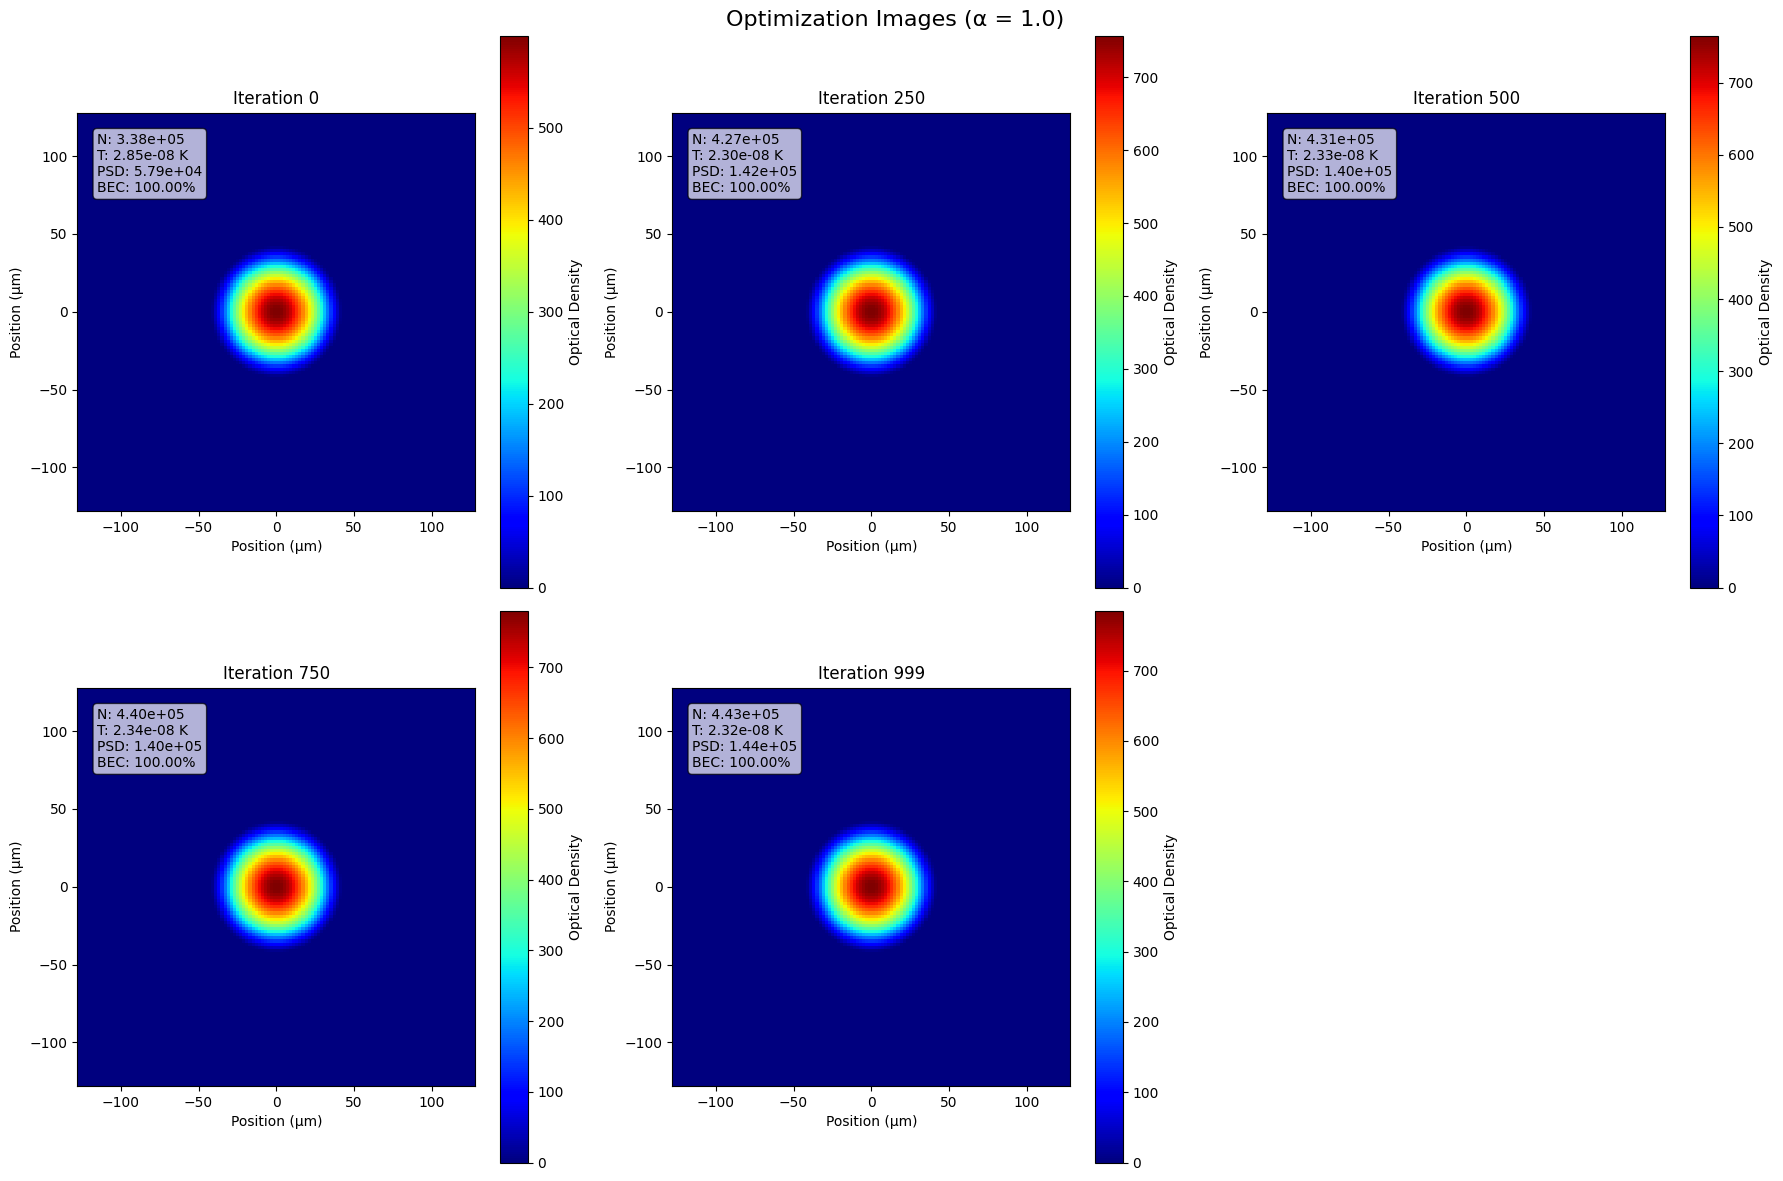 Optimization Images (α = 1.0)
Iteration 0
N: 3.38e+05
T: 2.85e-08 K
PSD: 5.79e+04
BEC: 100.00%
100
50
0
−50
−100
Position (μm)
−100 −50 0 50 100
Position (μm)
500
400
300
200
100
0
Optical Density
Iteration 250
N: 4.27e+05
T: 2.30e-08 K
PSD: 1.42e+05
BEC: 100.00%
100
50
0
−50
−100
Position (μm)
−100 −50 0 50 100
Position (μm)
700
600
500
400
300
200
100
0
Optical Density
Iteration 500
N: 4.31e+05
T: 2.33e-08 K
PSD: 1.40e+05
BEC: 100.00%
100
50
0
−50
−100
Position (μm)
−100 −50 0 50 100
Position (μm)
700
600
500
400
300
200
100
0
Optical Density
Iteration 750
N: 4.40e+05
T: 2.34e-08 K
PSD: 1.40e+05
BEC: 100.00%
100
50
0
−50
−100
Position (μm)
−100 −50 0 50 100
Position (μm)
700
600
500
400
300
200
100
0
Optical Density
Iteration 999
N: 4.43e+05
T: 2.32e-08 K
PSD: 1.44e+05
BEC: 100.00%
100
50
0
−50
−100
Position (μm)
−100 −50 0 50 100
Position (μm)
700
600
500
400
300
200
100
0
Optical Density